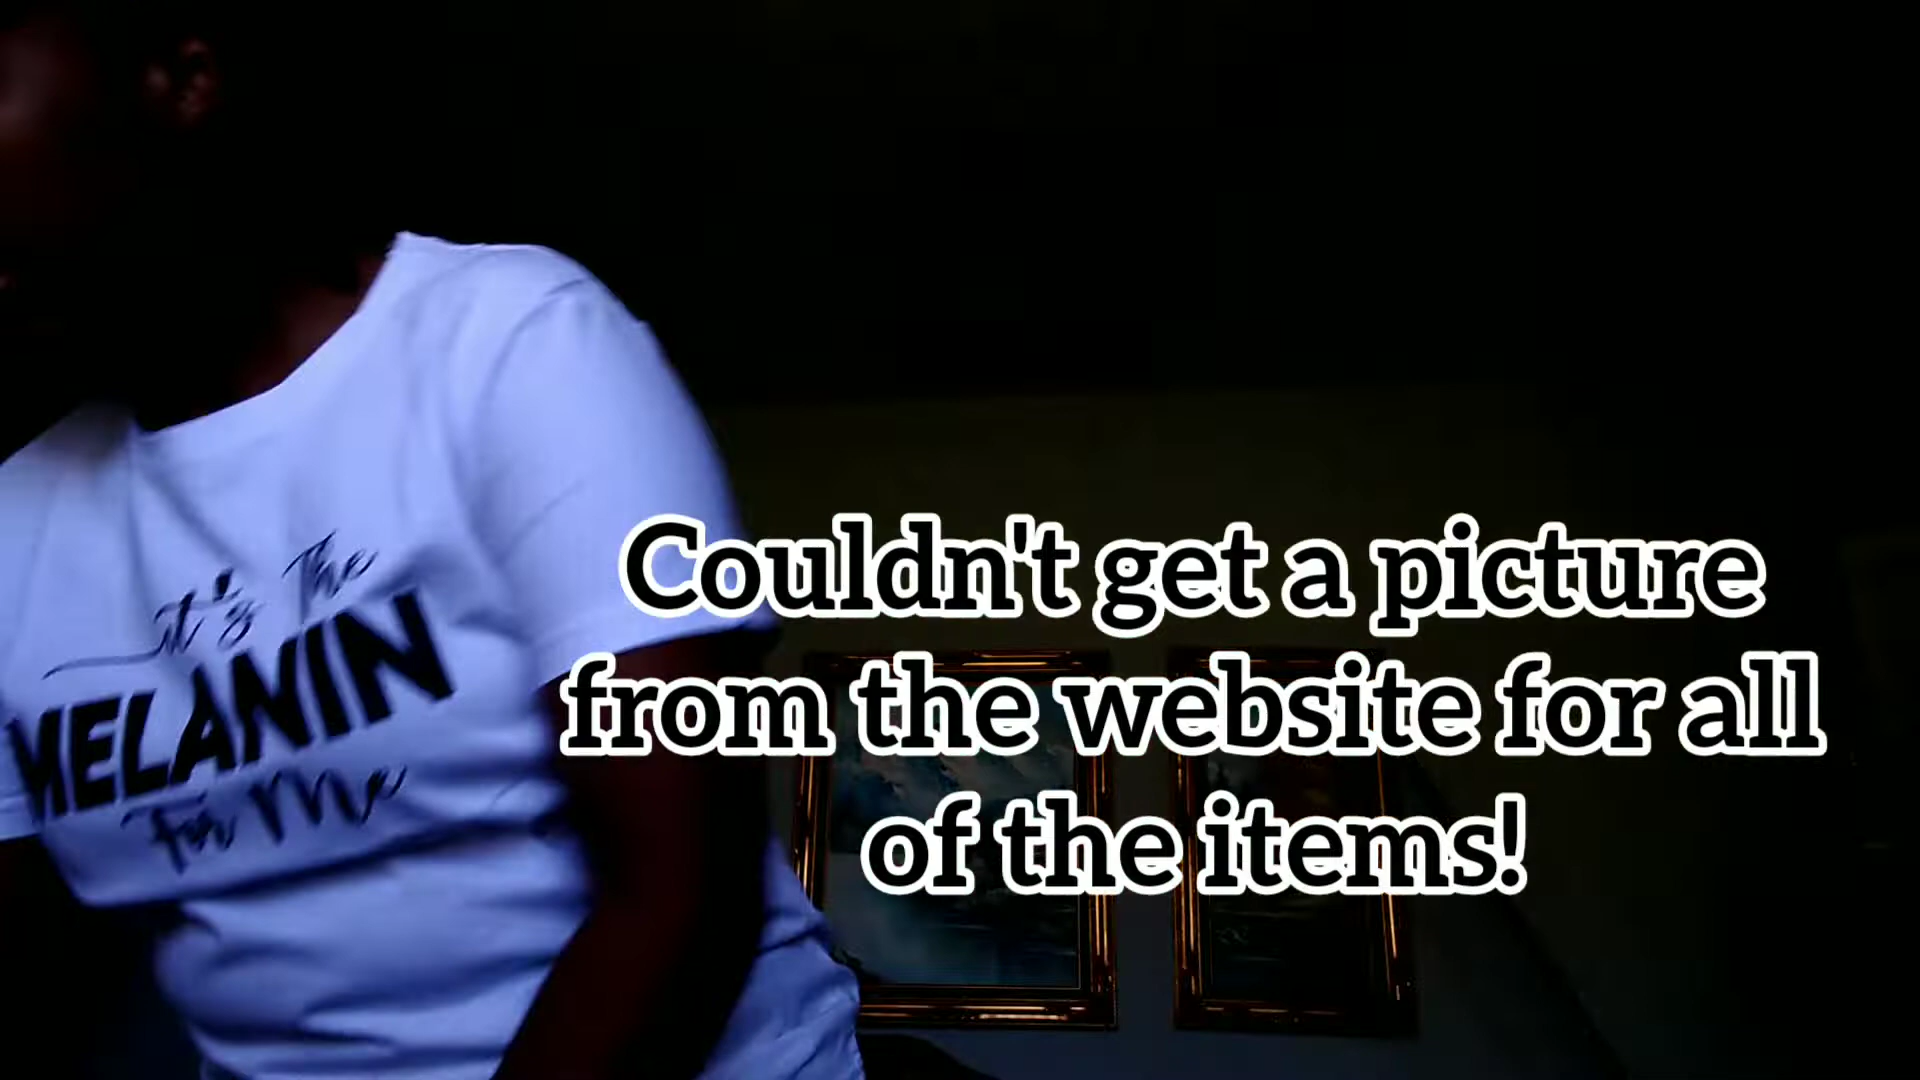 it's The
MELANIN
For Me
Couldn't get a picture
from the website for all
of the items!